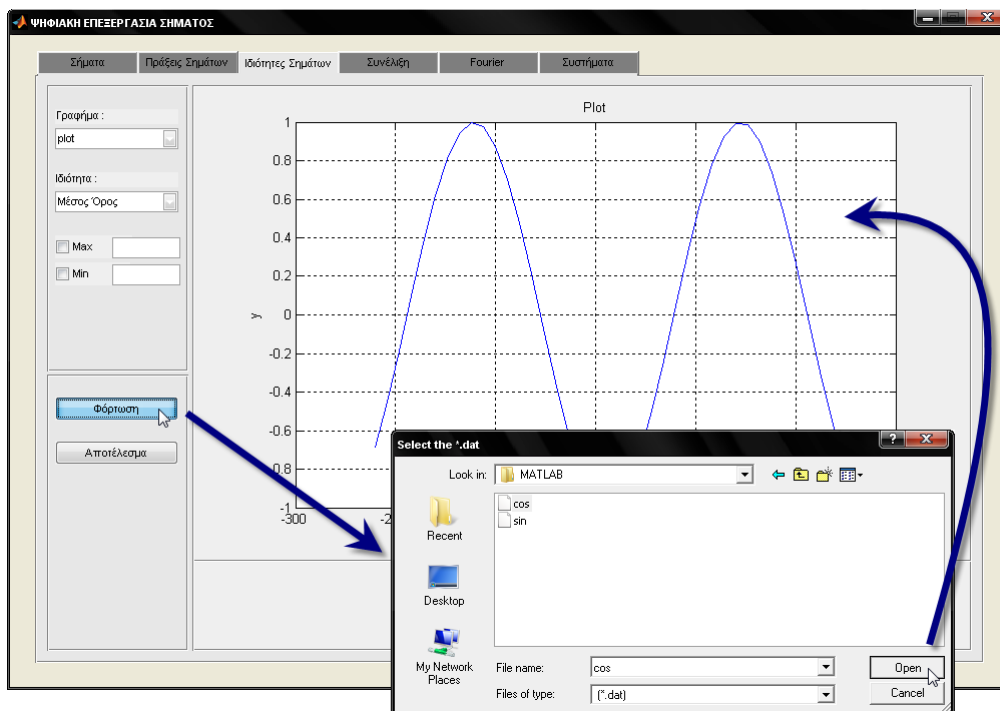 ΨΗΦΙΑΚΗ ΕΠΕΞΕΡΓΑΣΙΑ ΣΗΜΑΤΟΣ
Σήματα Πράξεις Σημάτων Ιδιότητες Σημάτων Συνέλιξη Fourier Συστήματα
Γραφήμα :
plot
Ιδιότητα :
Μέσος Όρος
Max
Min
Φόρτωση
Αποτέλεσμα
Plot
1
0.8
0.6
0.4
0.2
0
-0.2
-0.4
-0.6
0.8
-1
y
-300
-2
Select the *.dat
Look in: MATLAB
cos
sin
Recent
Desktop
My Network
Places
File name: cos Open
Files of type: (*.dat) Cancel